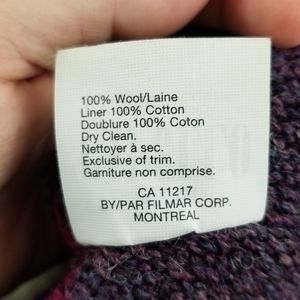 100% Wool/Laine
Liner 100% Cotton
Doublure 100% Coton
Dry Clean.
Nettoyer à sec.
Exclusive of trim.
Garniture non comprise.
CA 11217
BY/PAR FILMAR CORP.
MONTREAL